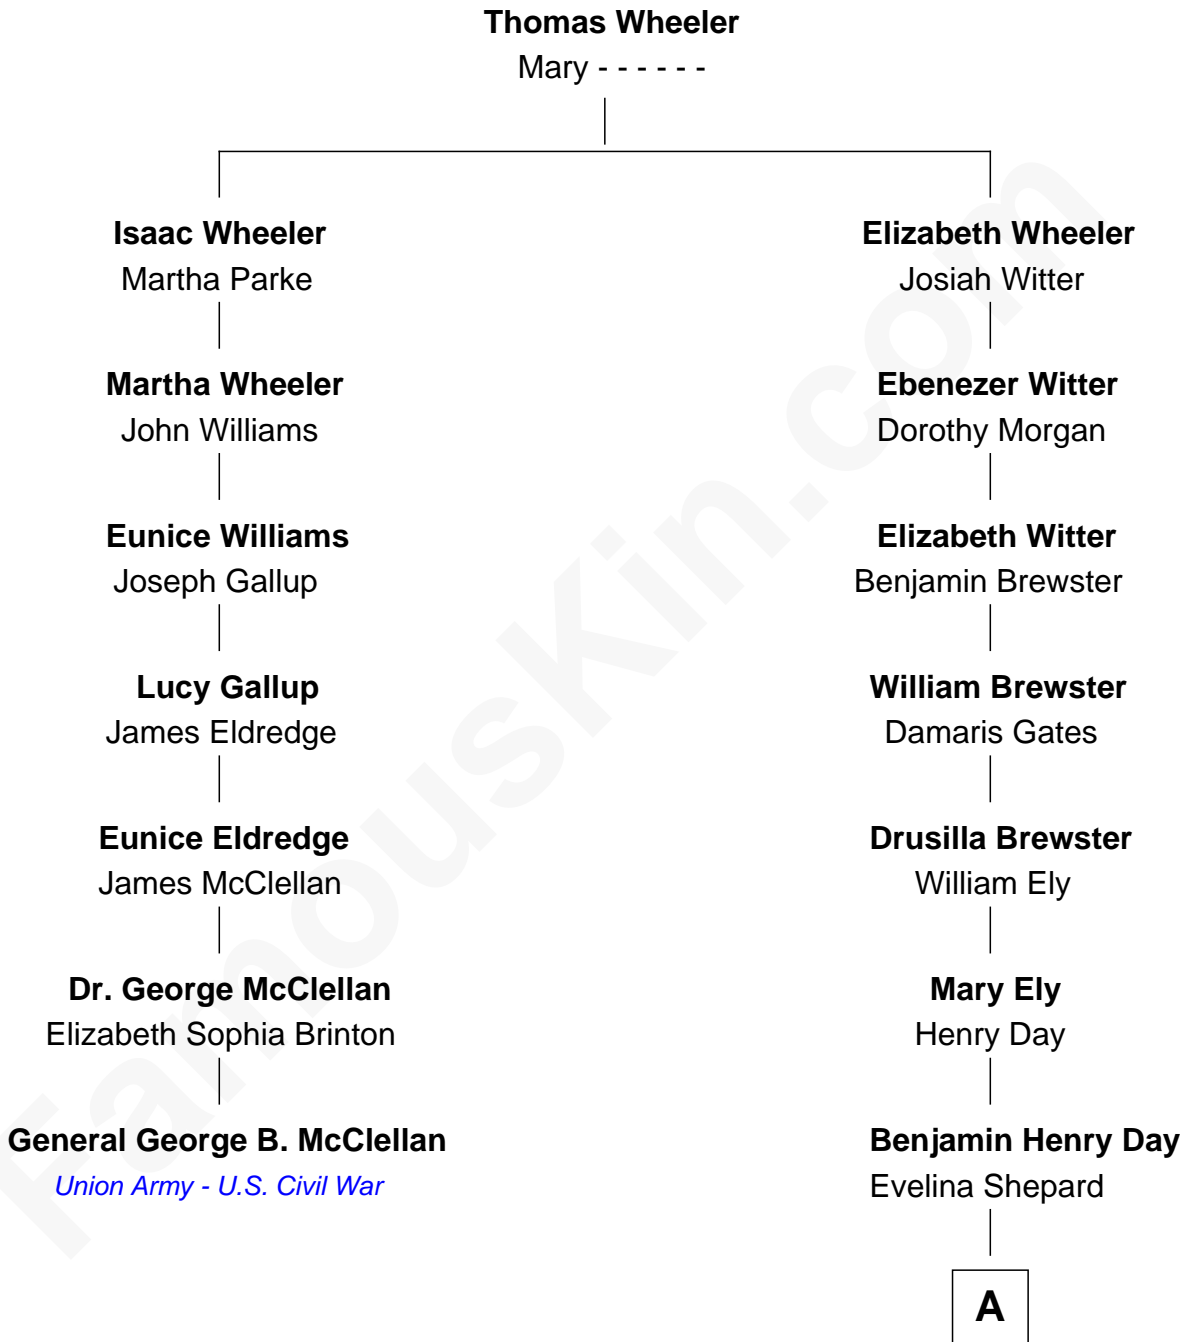 Thomas Wheeler
Mary - - - - - -
Isaac Wheeler
Martha Parke
Elizabeth Wheeler
Josiah Witter
Martha Wheeler
John Williams
Ebenezer Witter
Dorothy Morgan
Eunice Williams
Joseph Gallup
Elizabeth Witter
Benjamin Brewster
Lucy Gallup
James Eldredge
William Brewster
Damaris Gates
Eunice Eldredge
James McClellan
Drusilla Brewster
William Ely
Dr. George McClellan
Elizabeth Sophia Brinton
Mary Ely
Henry Day
General George B. McClellan
Union Army - U.S. Civil War
Benjamin Henry Day
Evelina Shepard
A
FamousKin.com